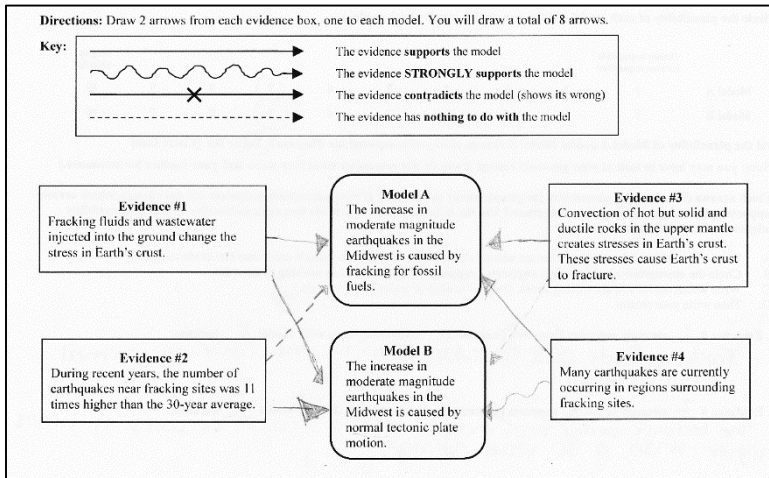 Directions: Draw 2 arrows from each evidence box, one to each model. You will draw a total of 8 arrows.
Key:
The evidence supports the model
The evidence STRONGLY supports the model
The evidence contradicts the model (shows its wrong)
The evidence has nothing to do with the model
Evidence #1
Fracking fluids and wastewater
injected into the ground change the
stress in Earth's crust.
Model A
The increase in
moderate magnitude
earthquakes in the
Midwest is caused by
fracking for fossil
fuels.
Evidence #3
Convection of hot but solid and
ductile rocks in the upper mantle
creates stresses in Earth's crust.
These stresses cause Earth's crust
to fracture.
Evidence #2
During recent years, the number of
earthquakes near fracking sites was 11
times higher than the 30-year average.
Model B
The increase in
moderate magnitude
earthquakes in the
Midwest is caused by
normal tectonic plate
motion.
Evidence #4
Many earthquakes are currently
occurring in regions surrounding
fracking sites.